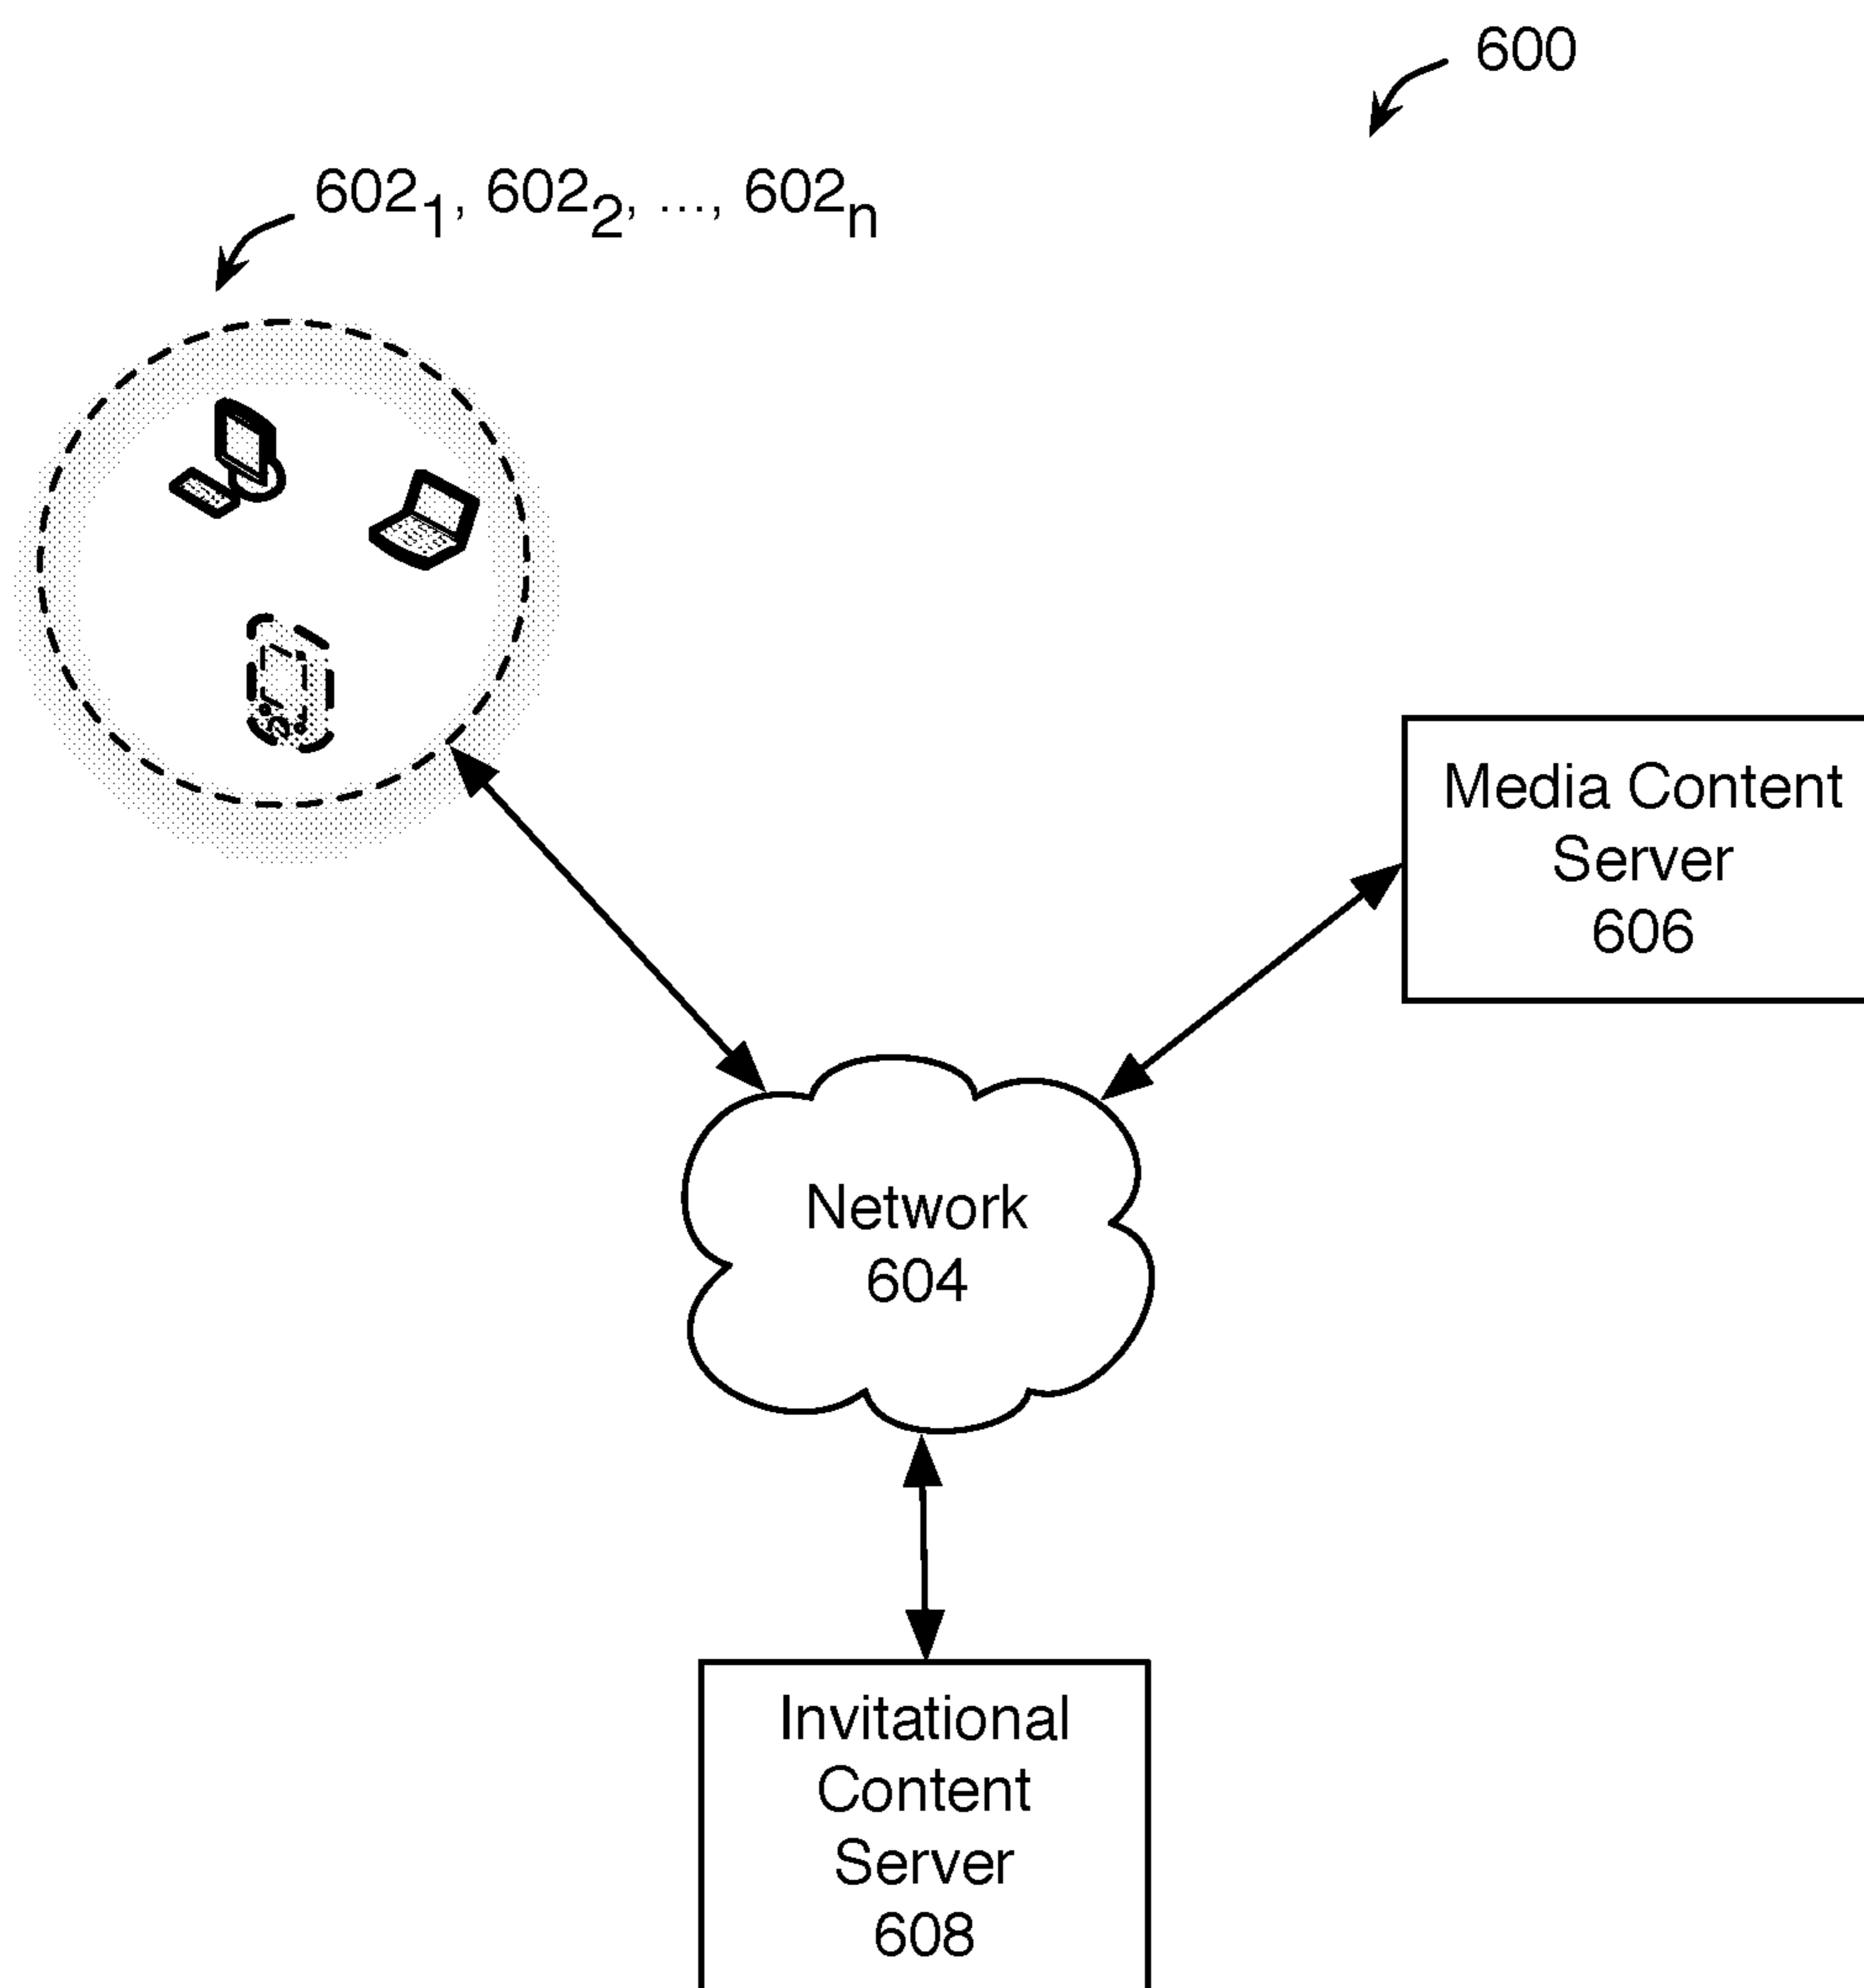 600
602₁, 602₂, ..., 602ₙ
Media Content
Server
606
Network
604
Invitational
Content
Server
608